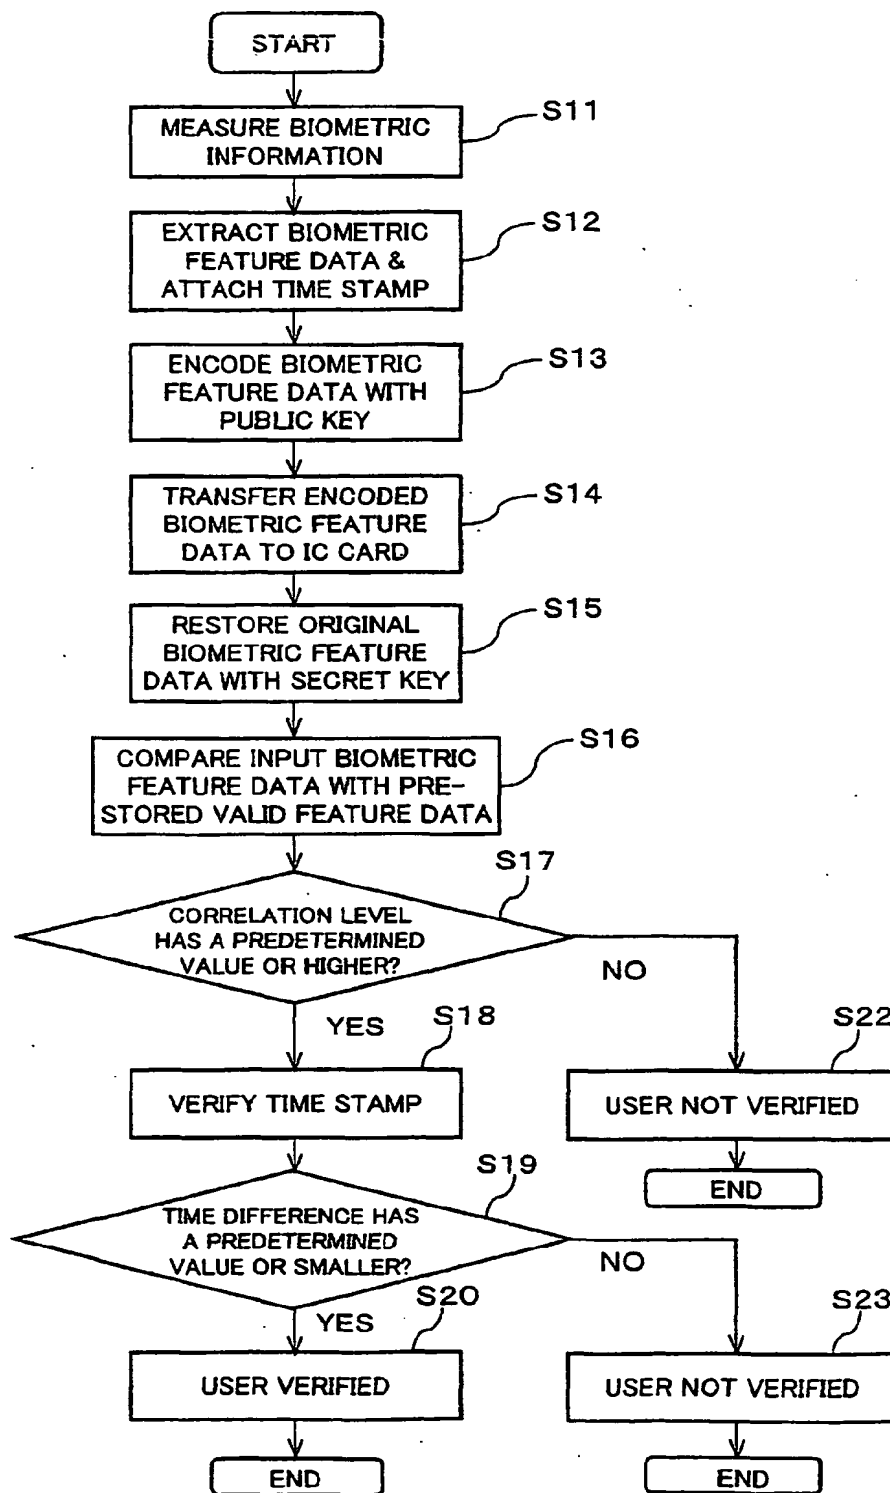 START
S11
MEASURE BIOMETRIC
INFORMATION
S12
EXTRACT BIOMETRIC
FEATURE DATA &
ATTACH TIME STAMP
S13
ENCODE BIOMETRIC
FEATURE DATA WITH
PUBLIC KEY
S14
TRANSFER ENCODED
BIOMETRIC FEATURE
DATA TO IC CARD
S15
RESTORE ORIGINAL
BIOMETRIC FEATURE
DATA WITH SECRET KEY
S16
COMPARE INPUT BIOMETRIC
FEATURE DATA WITH PRE-
STORED VALID FEATURE DATA
S17
CORRELATION LEVEL
HAS A PREDETERMINED
VALUE OR HIGHER?
NO
YES
S18
S22
VERIFY TIME STAMP
USER NOT VERIFIED
END
S19
TIME DIFFERENCE HAS
A PREDETERMINED
VALUE OR SMALLER?
NO
YES
S20
S23
USER VERIFIED
USER NOT VERIFIED
END
END